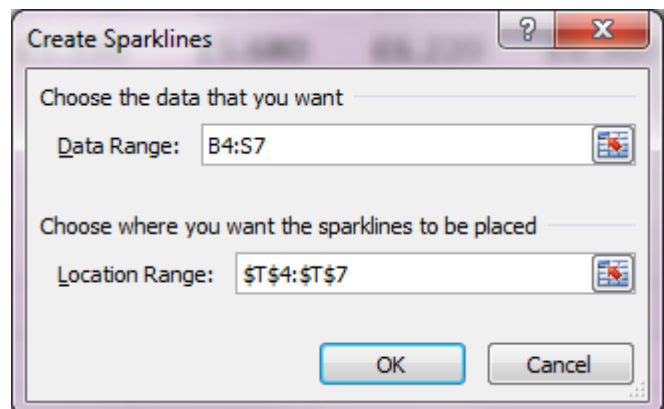 Create Sparklines
?
X
Choose the data that you want
Data Range: B4:S7
Choose where you want the sparklines to be placed
Location Range: $T$4:$T$7
OK Cancel